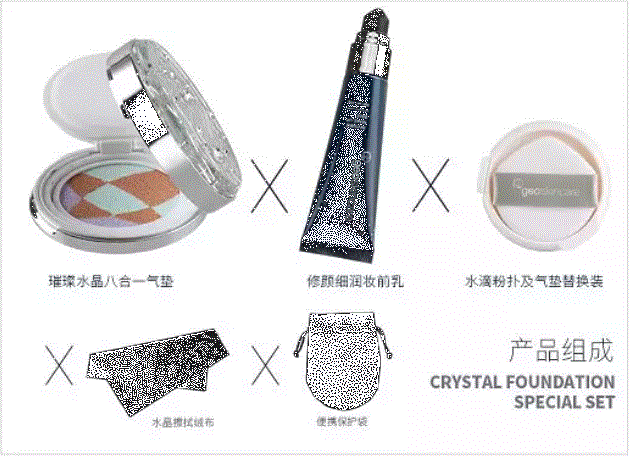 geoskincare
璀璨水晶八合一气垫
修颜细润妆前乳
水滴粉扑及气垫替换装
水晶擦拭绒布
便携保护袋
产品组成
CRYSTAL FOUNDATION
SPECIAL SET